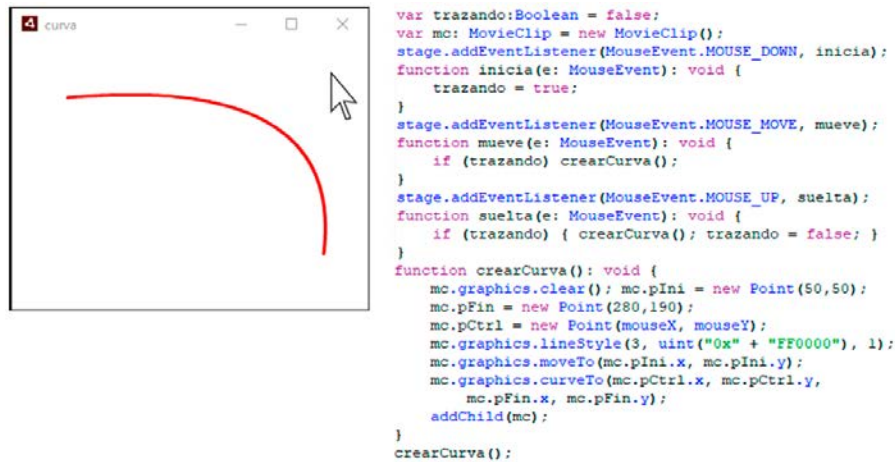 curva
var trazando:Boolean = false;
var mc: MovieClip = new MovieClip();
stage.addEventListener(MouseEvent.MOUSE_DOWN, inicia);
function inicia(e: MouseEvent): void {
    trazando = true;
}
stage.addEventListener(MouseEvent.MOUSE_MOVE, mueve);
function mueve(e: MouseEvent): void {
    if (trazando) crearCurva();
}
stage.addEventListener(MouseEvent.MOUSE_UP, suelta);
function suelta(e: MouseEvent): void {
    if (trazando) { crearCurva(); trazando = false; }
}
function crearCurva(): void {
    mc.graphics.clear(); mc.pIni = new Point(50,50);
    mc.pFin = new Point(280,190);
    mc.pCtrl = new Point(mouseX, mouseY);
    mc.graphics.lineStyle(3, uint("0x" + "FF0000"), 1);
    mc.graphics.moveTo(mc.pIni.x, mc.pIni.y);
    mc.graphics.curveTo(mc.pCtrl.x, mc.pCtrl.y,
        mc.pFin.x, mc.pFin.y);
    addChild(mc);
}
crearCurva();